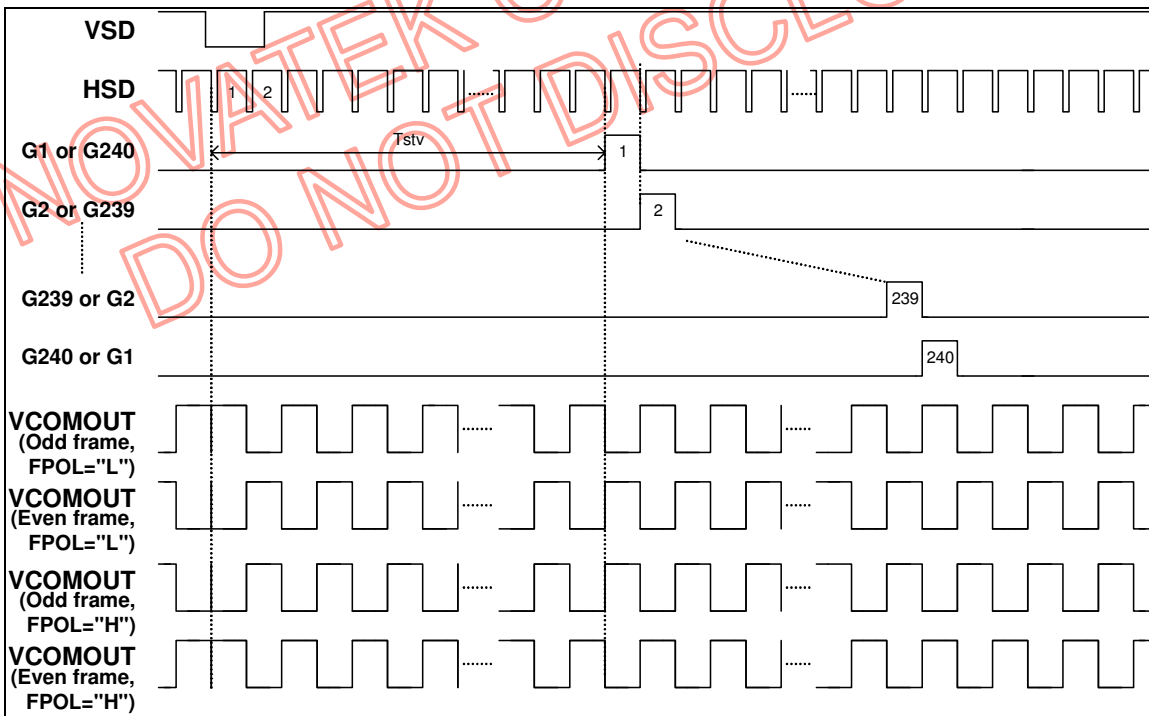 NOVATEK C
DO NOT DISCL
VSD
HSD
1 2
G1 or G240
Tstv
1
G2 or G239
2
G239 or G2
239
G240 or G1
240
VCOMOUT
(Odd frame,
FPOL="L")
VCOMOUT
(Even frame,
FPOL="L")
VCOMOUT
(Odd frame,
FPOL="H")
VCOMOUT
(Even frame,
FPOL="H")